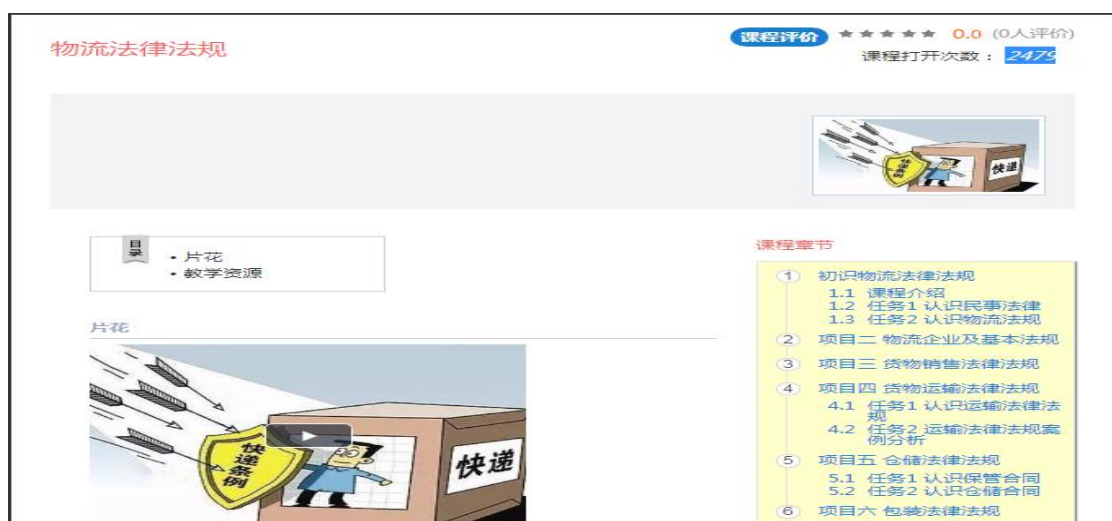 物流法律法规
课程评价 ★★★★★ 0.0 (0人评价)
课程打开次数： 2479
快递条例
快递
目录
• 片花
• 教学资源
片花
快递条例
快递
课程章节
1 初识物流法律法规
1.1 课程介绍
1.2 任务1 认识民事法律
1.3 任务2 认识物流法规
2 项目二 物流企业及基本法规
3 项目三 货物销售法律法规
4 项目四 货物运输法律法规
4.1 任务1 认识运输法律法
规
4.2 任务2 运输法律法规案
例分析
5 项目五 仓储法律法规
5.1 任务1 认识保管合同
5.2 任务2 认识仓储合同
6 项目六 包装法律法规